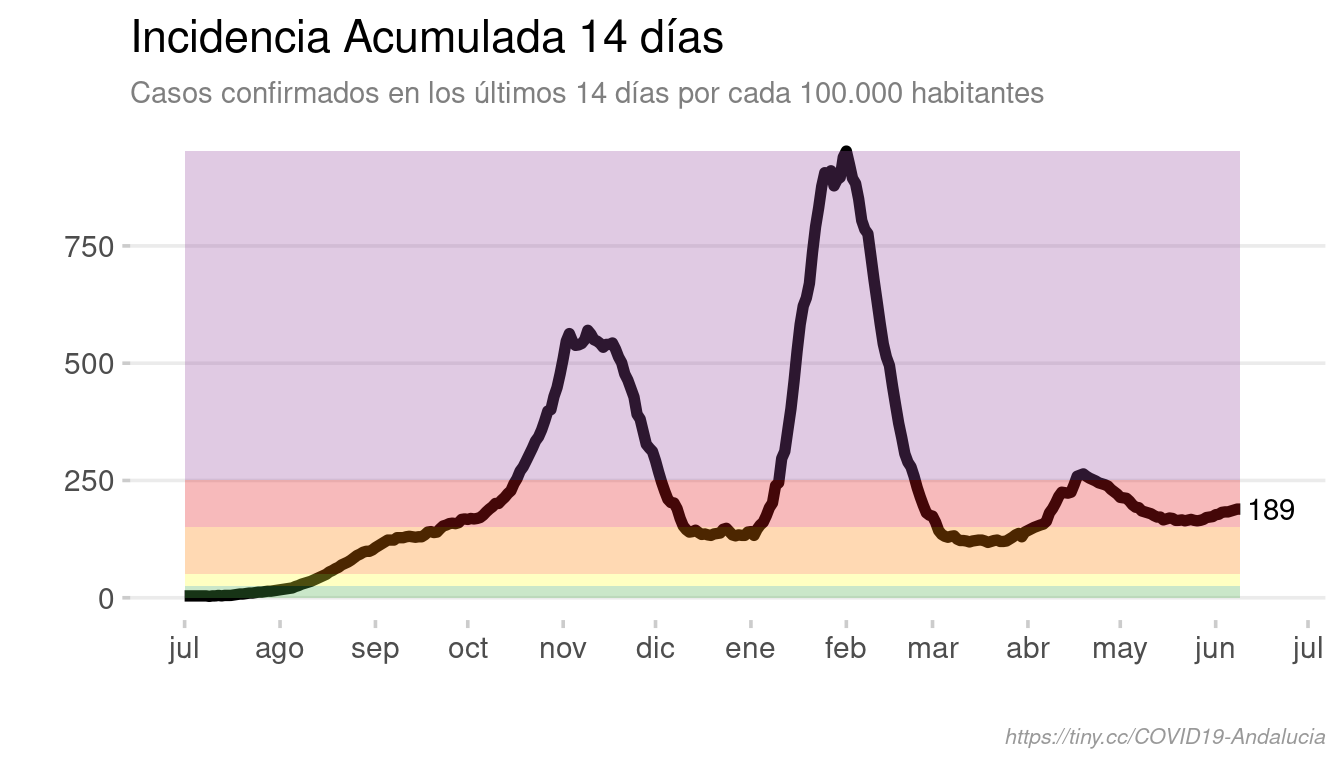 Incidencia Acumulada 14 días
Casos confirmados en los últimos 14 días por cada 100.000 habitantes
750
500
250
0
189
jul ago sep oct nov dic ene feb mar abr may jun jul
https://tiny.cc/COVID19-Andalucia